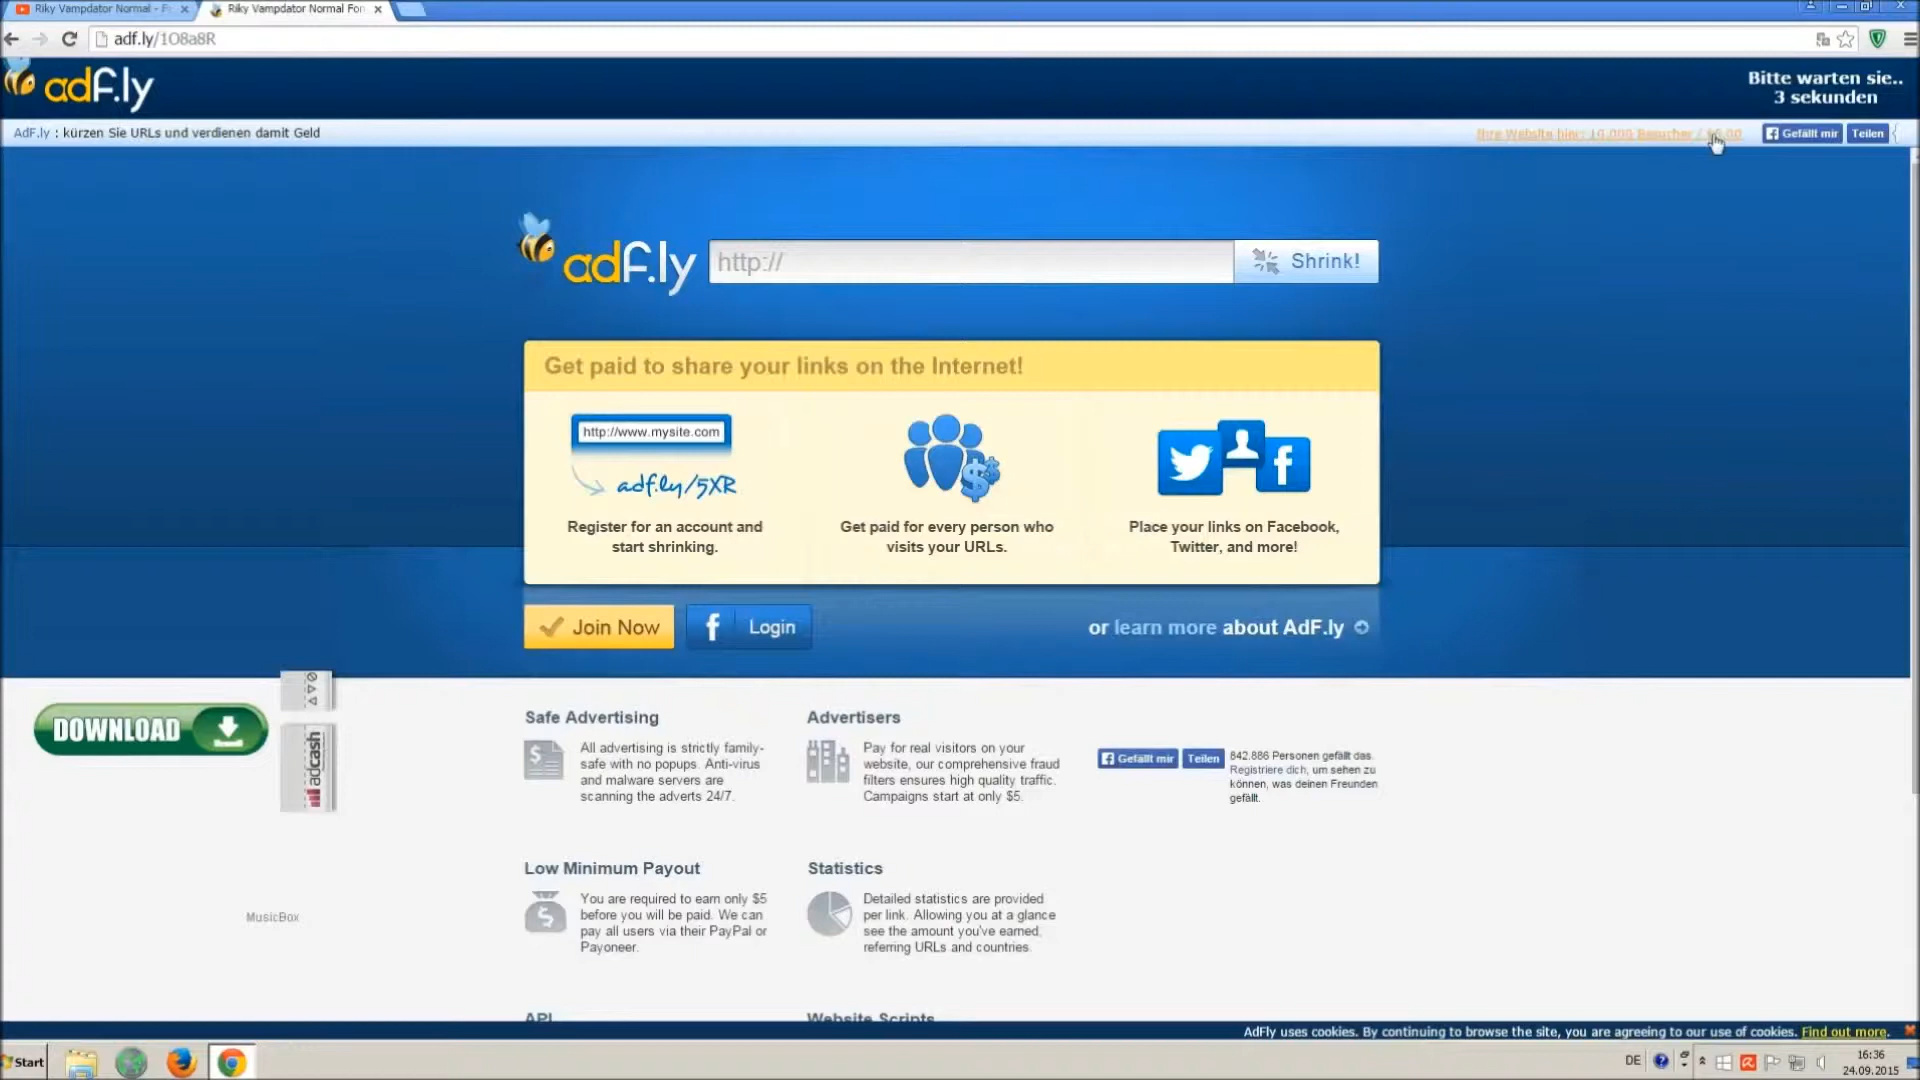 Riky Vampdator Normal - F
Riky Vampdator Normal For
adf.ly/1O8a8R
adf.ly
Bitte warten sie..
3 sekunden
AdF.ly : kürzen Sie URLs und verdienen damit Geld
Ihre Website hier: 10.000 Besucher /
Gefällt mir
Teilen
adf.ly
http://
Shrink!
Get paid to share your links on the Internet!
http://www.mysite.com
adf.ly/5XR
Register for an account and
start shrinking.
Get paid for every person who
visits your URLs.
Place your links on Facebook,
Twitter, and more!
Join Now
Login
or learn more about AdF.ly
DOWNLOAD
adcash
Safe Advertising
All advertising is strictly family-
safe with no popups. Anti-virus
and malware servers are
scanning the adverts 24/7.
Advertisers
Pay for real visitors on your
website, our comprehensive fraud
filters ensures high quality traffic.
Campaigns start at only $5.
Gefällt mir
Teilen
842.886 Personen gefällt das.
Registriere dich, um sehen zu
können, was deinen Freunden
gefällt.
Low Minimum Payout
You are required to earn only $5
before you will be paid. We can
pay all users via their PayPal or
Payoneer.
Statistics
Detailed statistics are provided
per link. Allowing you at a glance
see the amount you've earned,
referring URLs and countries.
MusicBox
API
Website Scripts
AdFly uses cookies. By continuing to browse the site, you are agreeing to our use of cookies. Find out more.
Start
DE
16:36
24.09.2015